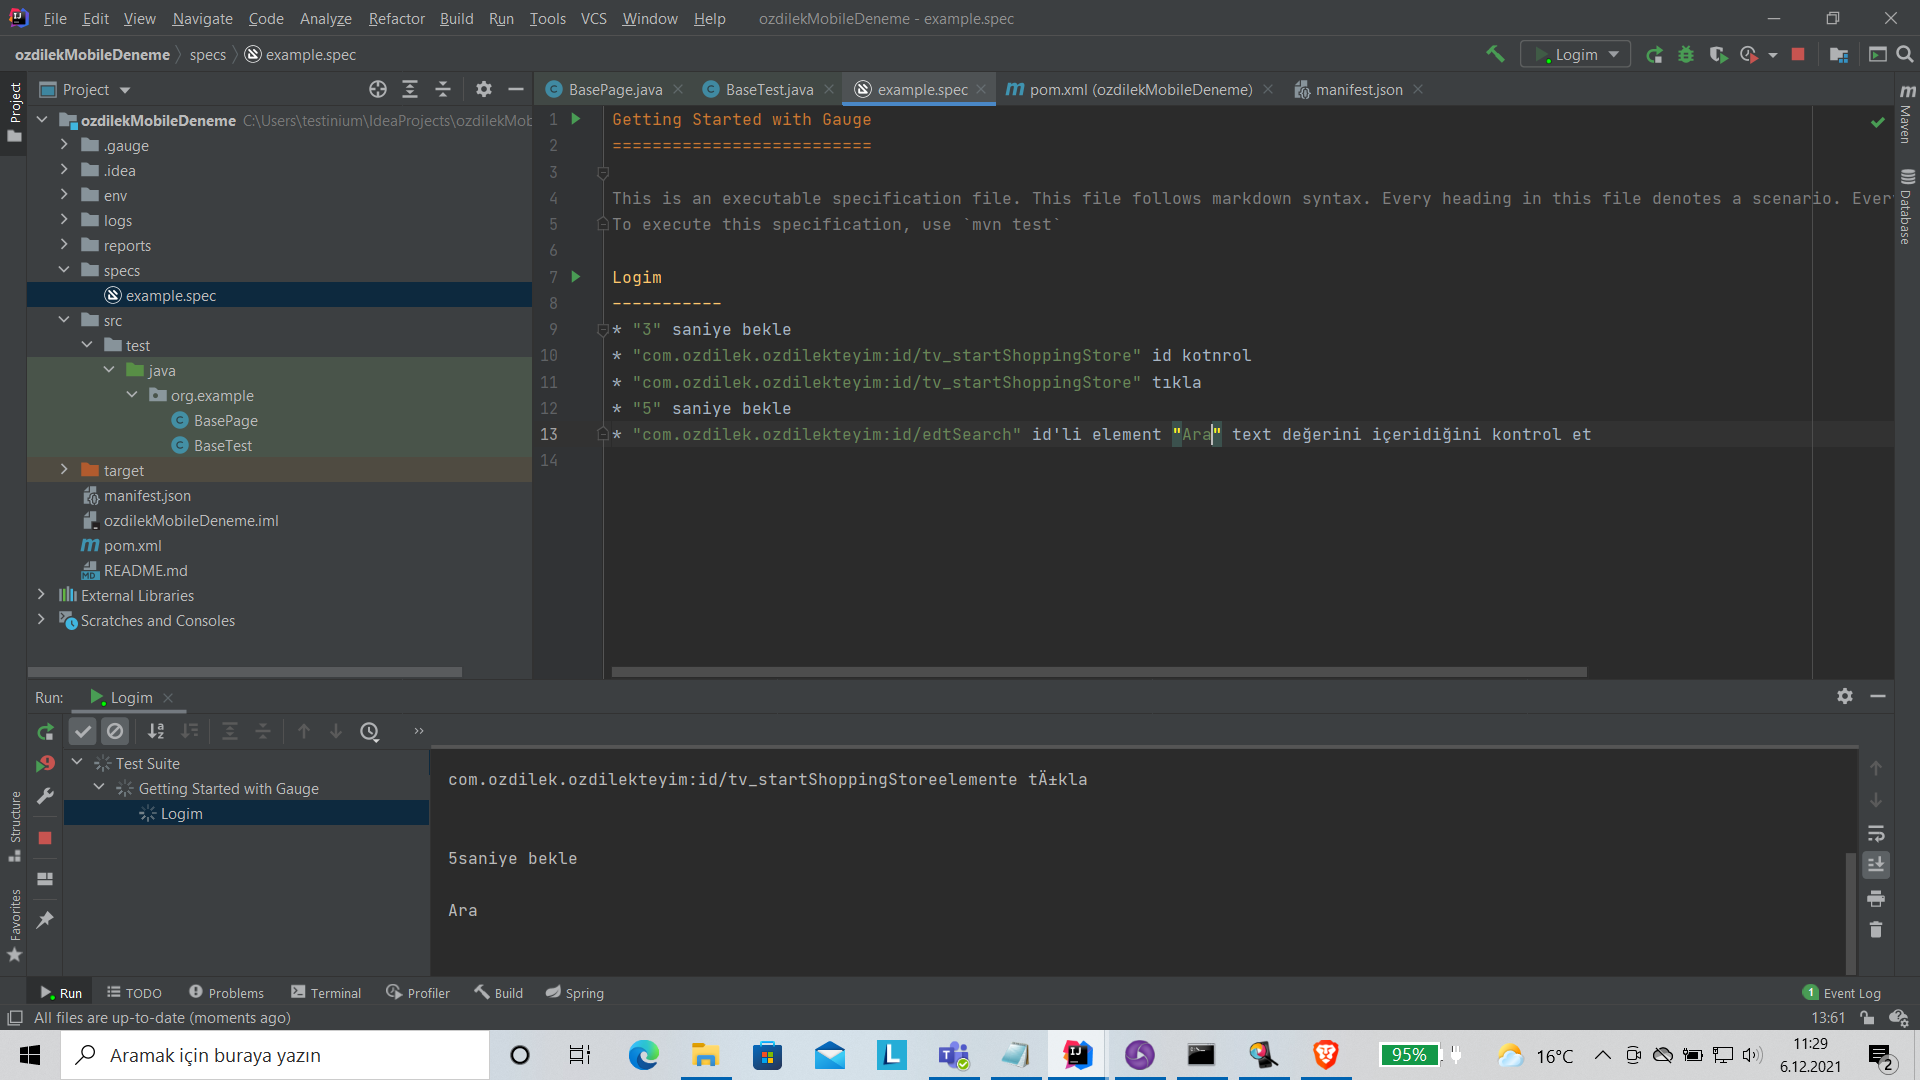 File Edit View Navigate Code Analyze Refactor Build Run Tools VCS Window Help ozdilekMobileDeneme - example.spec
ozdilekMobileDeneme specs example.spec Logim
Project
Project
BasePage.java BaseTest.java example.spec pom.xml (ozdilekMobileDeneme) manifest.json
ozdilekMobileDeneme C:\Users\testinium\IdeaProjects\ozdilekMob
.gauge
.idea
env
logs
reports
specs
example.spec
src
test
java
org.example
BasePage
BaseTest
target
manifest.json
ozdilekMobileDeneme.iml
pom.xml
README.md
External Libraries
Scratches and Consoles
1 Getting Started with Gauge
2 ==========================
3
4 This is an executable specification file. This file follows markdown syntax. Every heading in this file denotes a scenario. Ever
5 To execute this specification, use `mvn test`
6
7 Logim
8 -----------
9 * "3" saniye bekle
10 * "com.ozdilek.ozdilekteyim:id/tv_startShoppingStore" id kotnrol
11 * "com.ozdilek.ozdilekteyim:id/tv_startShoppingStore" tıkla
12 * "5" saniye bekle
13 * "com.ozdilek.ozdilekteyim:id/edtSearch" id'li element "Ara" text değerini içeridiğini kontrol et
14
Maven
Database
Run: Logim
Test Suite
Getting Started with Gauge
Logim
com.ozdilek.ozdilekteyim:id/tv_startShoppingStoreelemente tÄ±kla
5saniye bekle
Ara
Structure
Favorites
Run TODO Problems Terminal Profiler Build Spring 1 Event Log
All files are up-to-date (moments ago) 13:61
Aramak için buraya yazın 95% 16°C 11:29
6.12.2021 2